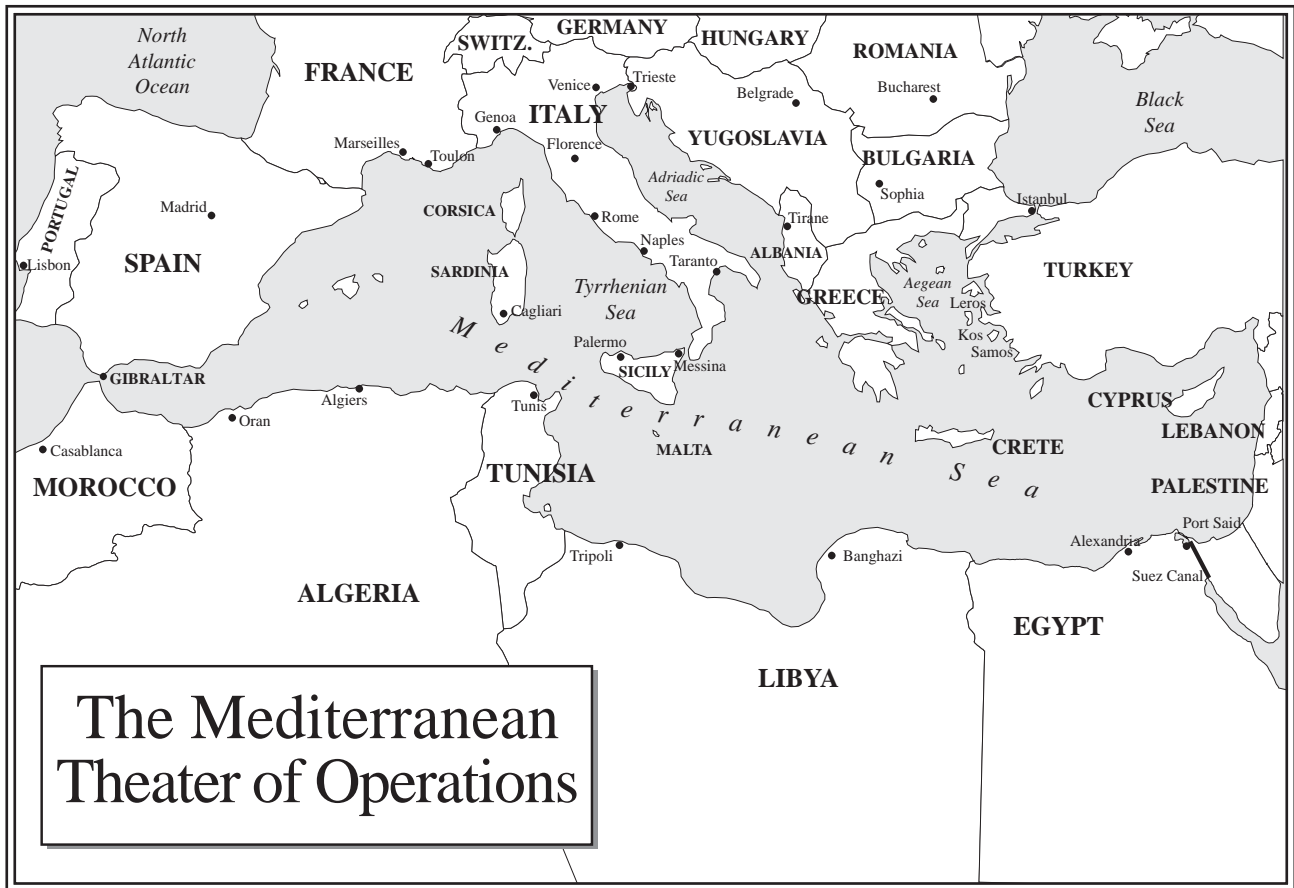 North
Atlantic
Ocean
FRANCE
SWITZ.
GERMANY
HUNGARY
ROMANIA
Bucharest
Black
Sea
Venice
Trieste
Belgrade
ITALY
Genoa
Florence
YUGOSLAVIA
BULGARIA
Sophia
Marseilles
Toulon
Adriadic
Sea
PORTUGAL
Madrid
Lisbon
SPAIN
CORSICA
Rome
Naples
Taranto
Tirane
ALBANIA
Istanbul
SARDINIA
Cagliari
Tyrrhenian
Sea
GREECE
Aegean
Sea
Leros
Kos
Samos
TURKEY
Palermo
SICILY
Messina
GIBRALTAR
Algiers
Oran
Tunis
Mediterranean Sea
MALTA
CRETE
CYPRUS
LEBANON
PALESTINE
Casablanca
MOROCCO
TUNISIA
Tripoli
Banghazi
Alexandria
Port Said
Suez Canal
ALGERIA
LIBYA
EGYPT
The Mediterranean
Theater of Operations